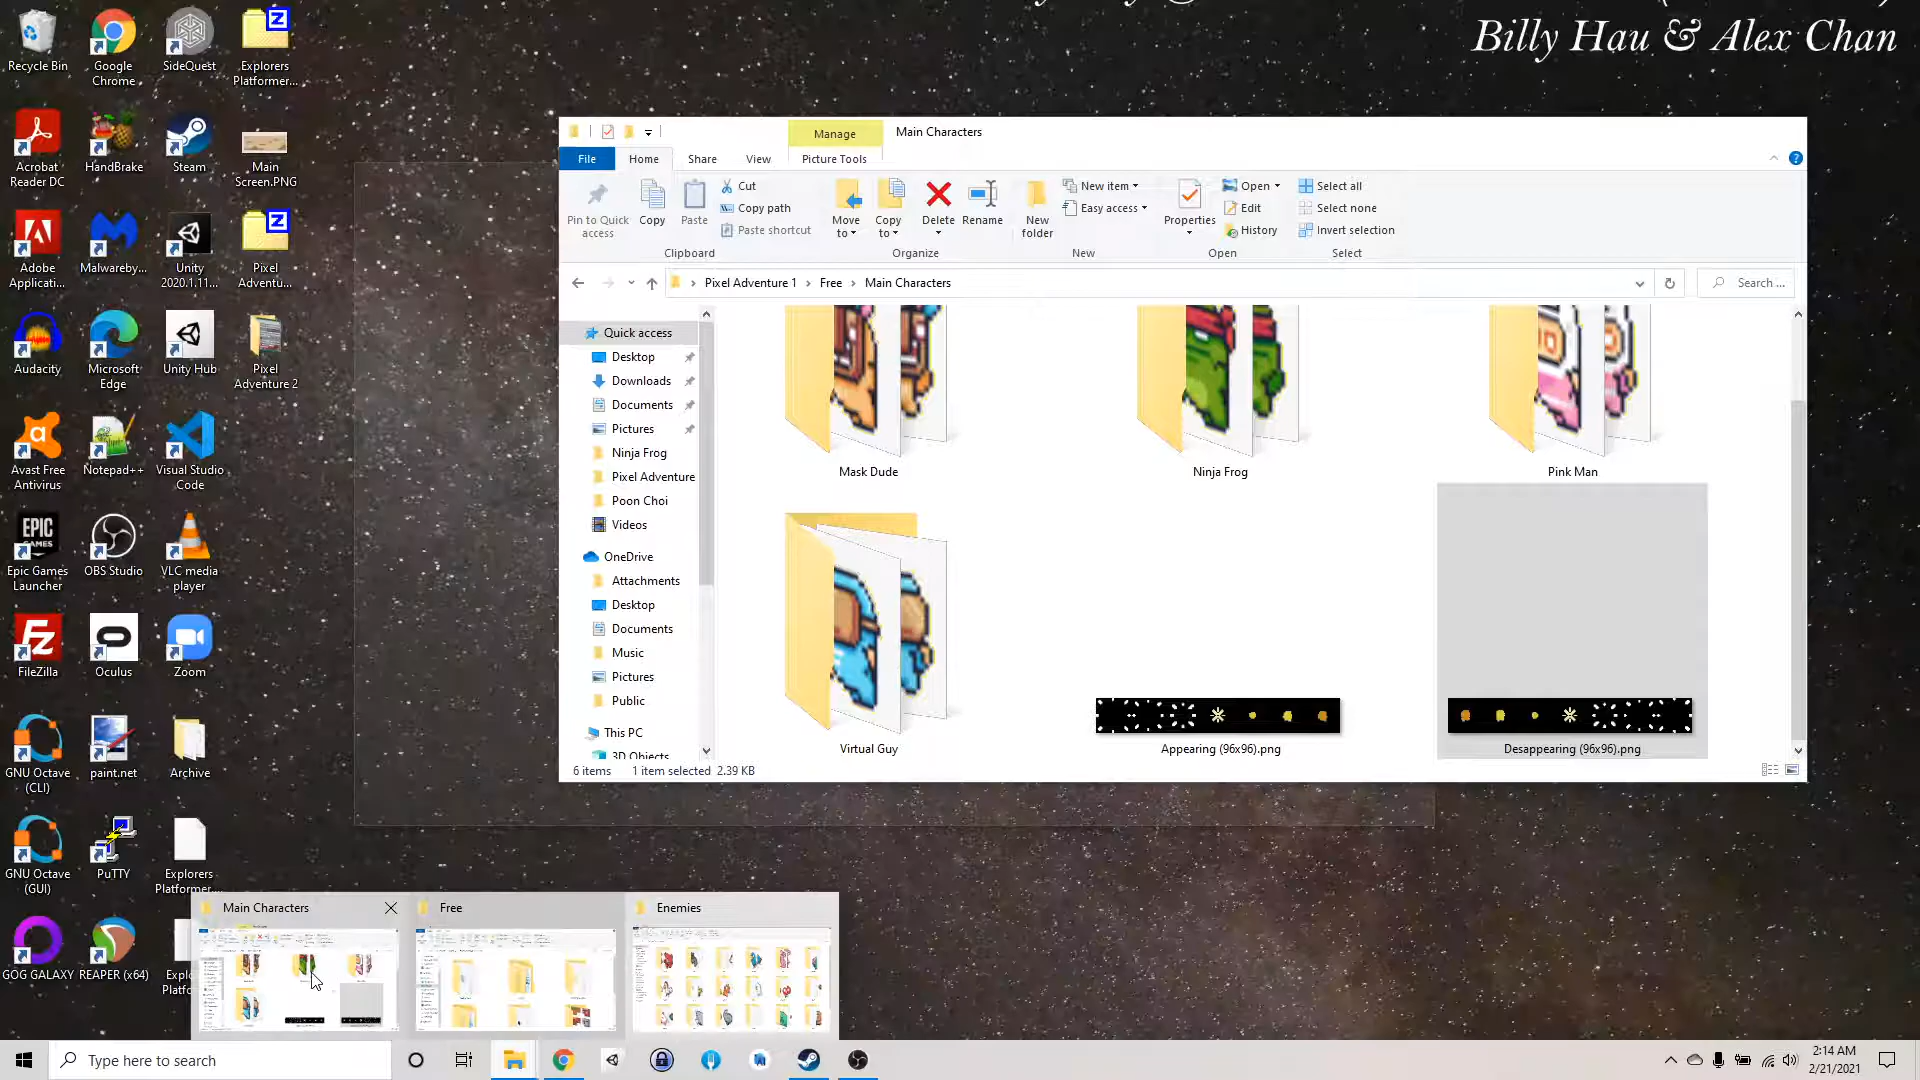 Billy Hau & Alex Chan
Recycle Bin
Google
Chrome
SideQuest
Explorers
Platformer...
Acrobat
Reader DC
HandBrake
Steam
Main
Screen.PNG
Adobe
Applicati...
Malwareby...
Unity
2020.1.11...
Pixel
Adventu...
Audacity
Microsoft
Edge
Unity Hub
Pixel
Adventure 2
Avast Free
Antivirus
Notepad++
Visual Studio
Code
EPIC
GAMES
Epic Games
Launcher
OBS Studio
VLC media
player
FileZilla
Oculus
Zoom
GNU Octave
(CLI)
paint.net
Archive
GNU Octave
(GUI)
PuTTY
Explorers
Platformer...
GOG GALAXY
REAPER (x64)
Manage
Main Characters
File
Home
Share
View
Picture Tools
Pin to Quick
access
Copy
Paste
Cut
Copy path
Paste shortcut
Clipboard
Move
to
Copy
to
Delete
Rename
Organize
New
folder
New item
Easy access
New
Properties
Open
Edit
History
Open
Select all
Select none
Invert selection
Select
Pixel Adventure 1
Free
Main Characters
Search ...
Quick access
Desktop
Downloads
Documents
Pictures
Ninja Frog
Pixel Adventure
Poon Choi
Videos
OneDrive
Attachments
Desktop
Documents
Music
Pictures
Public
This PC
3D Objects
Mask Dude
Ninja Frog
Pink Man
Virtual Guy
Appearing (96x96).png
Desappearing (96x96).png
6 items
1 item selected 2.39 KB
Main Characters
Free
Enemies
Type here to search
2:14 AM
2/21/2021